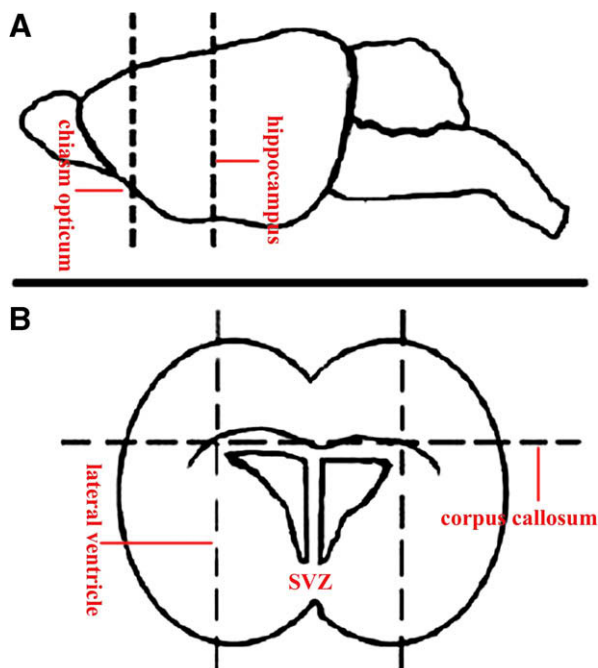 A
chiasm opticum
hippocampus
B
lateral ventricle
corpus callosum
SVZ